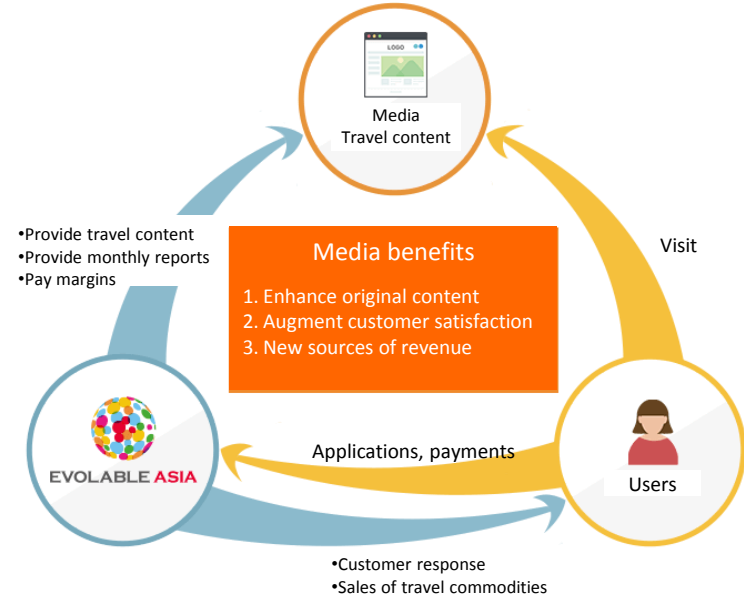 LOGO
Media
Travel content
•Provide travel content
•Provide monthly reports
•Pay margins
Media benefits
1. Enhance original content
2. Augment customer satisfaction
3. New sources of revenue
Visit
EVOLABLE ASIA
Applications, payments
Users
•Customer response
•Sales of travel commodities